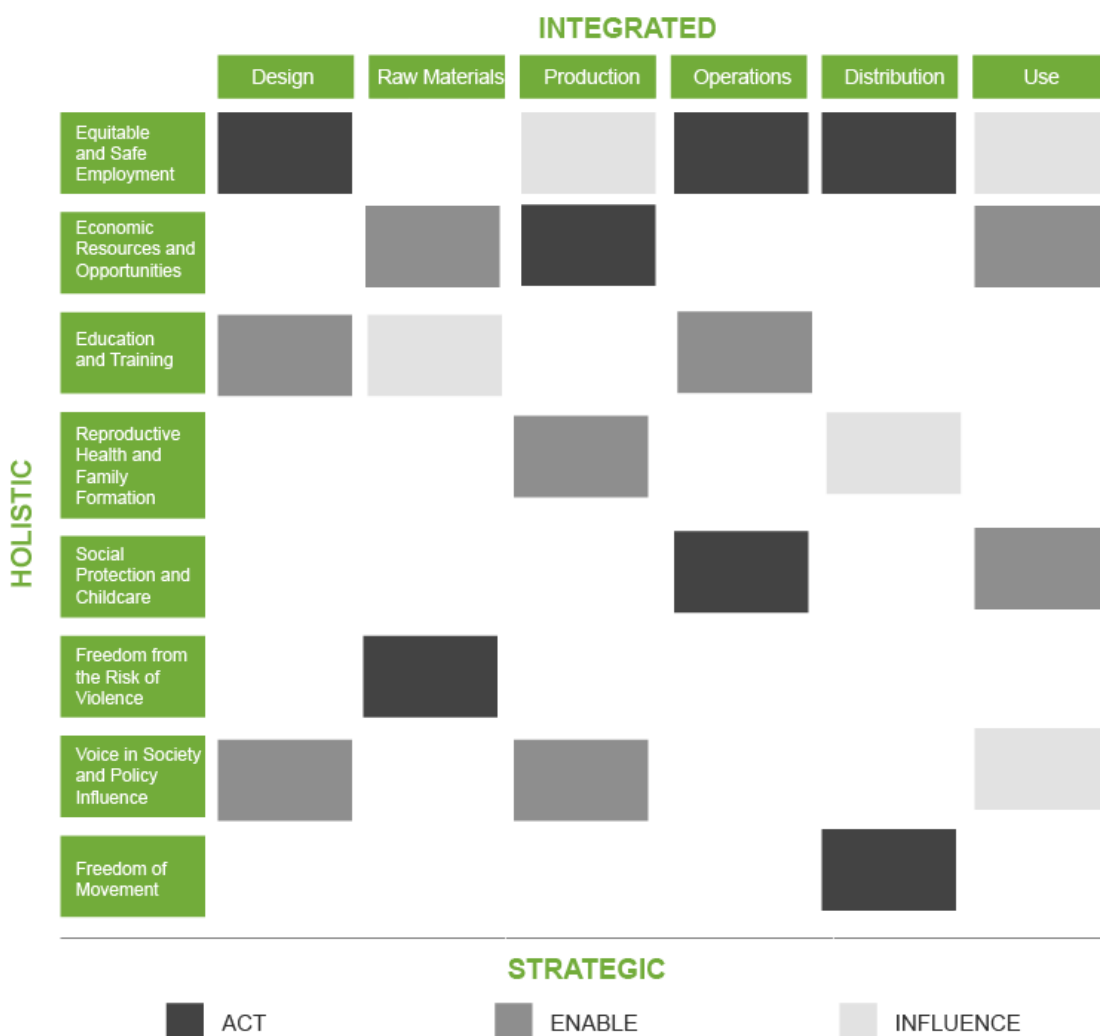 INTEGRATED
Design
Raw Materials
Production
Operations
Distribution
Use
HOLISTIC
Equitable
and Safe
Employment
Economic
Resources and
Opportunities
Education
and Training
Reproductive
Health and
Family
Formation
Social
Protection and
Childcare
Freedom from
the Risk of
Violence
Voice in Society
and Policy
Influence
Freedom of
Movement
STRATEGIC
ACT
ENABLE
INFLUENCE